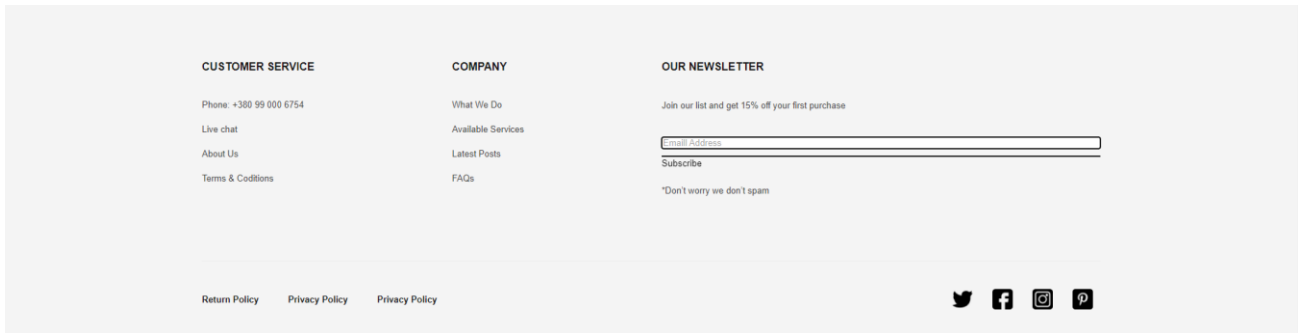 CUSTOMER SERVICE
Phone: +380 99 000 6754
Live chat
About Us
Terms & Coditions
COMPANY
What We Do
Available Services
Latest Posts
FAQs
OUR NEWSLETTER
Join our list and get 15% off your first purchase
Emaill Address
Subscribe
*Don't worry we don't spam
Return Policy
Privacy Policy
Privacy Policy